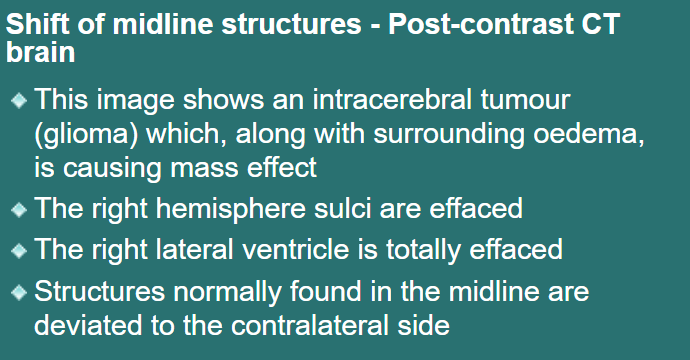 Shift of midline structures - Post-contrast CT
brain
This image shows an intracerebral tumour
(glioma) which, along with surrounding oedema,
is causing mass effect
The right hemisphere sulci are effaced
The right lateral ventricle is totally effaced
Structures normally found in the midline are
deviated to the contralateral side